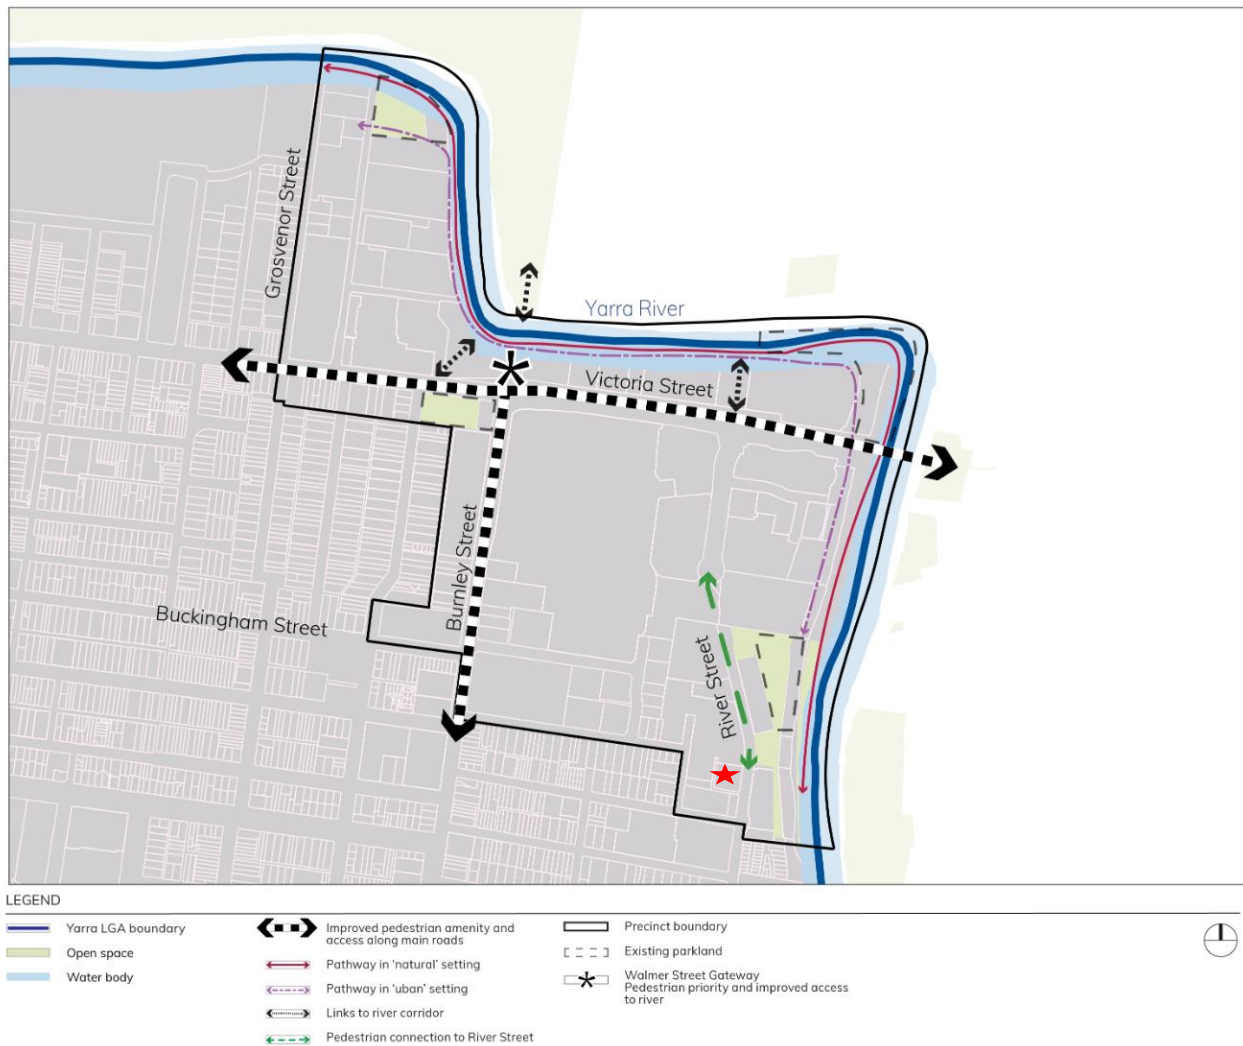 Grosvenor Street
Yarra River
Victoria Street
Burnley Street
Buckingham Street
River Street
LEGEND
Yarra LGA boundary
Open space
Water body
Improved pedestrian amenity and
access along main roads
Pathway in 'natural' setting
Pathway in 'uban' setting
Links to river corridor
Pedestrian connection to River Street
Precinct boundary
Existing parkland
Walmer Street Gateway
Pedestrian priority and improved access
to river